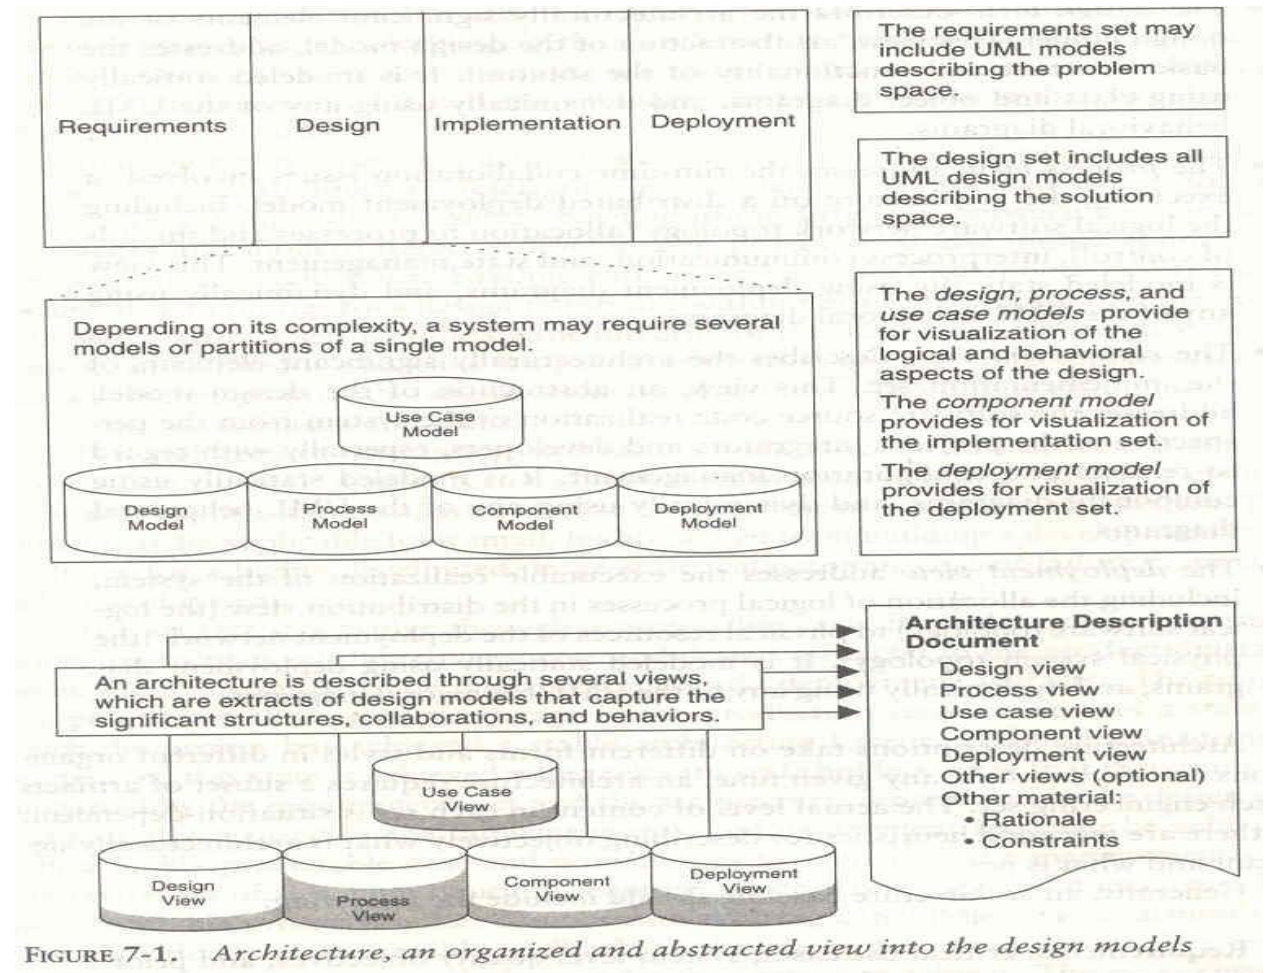 Requirements
Design
Implementation
Deployment
The requirements set may
include UML models
describing the problem
space.
The design set includes all
UML design models
describing the solution
space.
Depending on its complexity, a system may require several
models or partitions of a single model.
Use Case
Model
Design
Model
Process
Model
Component
Model
Deployment
Model
The design, process, and
use case models provide
for visualization of the
logical and behavioral
aspects of the design.
The component model
provides for visualization of
the implementation set.
The deployment model
provides for visualization of
the deployment set.
An architecture is described through several views,
which are extracts of design models that capture the
significant structures, collaborations, and behaviors.
Use Case
View
Design
View
Process
View
Component
View
Deployment
View
Architecture Description
Document
Design view
Process view
Use case view
Component view
Deployment view
Other views (optional)
Other material:
• Rationale
• Constraints
FIGURE 7-1. Architecture, an organized and abstracted view into the design models